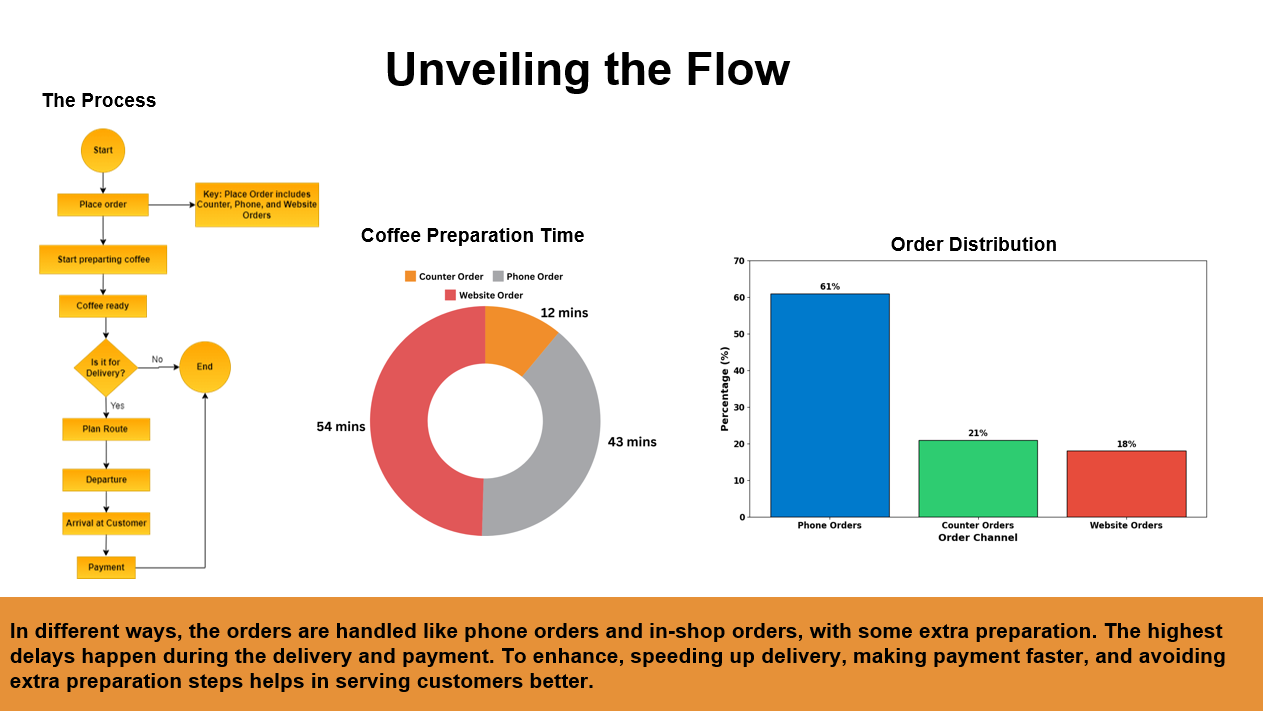 Unveiling the Flow
The Process
Start
Place order
Key: Place Order includes
Counter, Phone, and Website
Orders
Start preparting coffee
Coffee ready
Is it for
Delivery?
No
End
Yes
Plan Route
Departure
Arrival at Customer
Payment
Coffee Preparation Time
Counter Order
Phone Order
Website Order
12 mins
54 mins
43 mins
Order Distribution
70
60
50
40
30
20
10
0
Percentage (%)
61%
21%
18%
Phone Orders
Counter Orders
Website Orders
Order Channel
In different ways, the orders are handled like phone orders and in-shop orders, with some extra preparation. The highest
delays happen during the delivery and payment. To enhance, speeding up delivery, making payment faster, and avoiding
extra preparation steps helps in serving customers better.